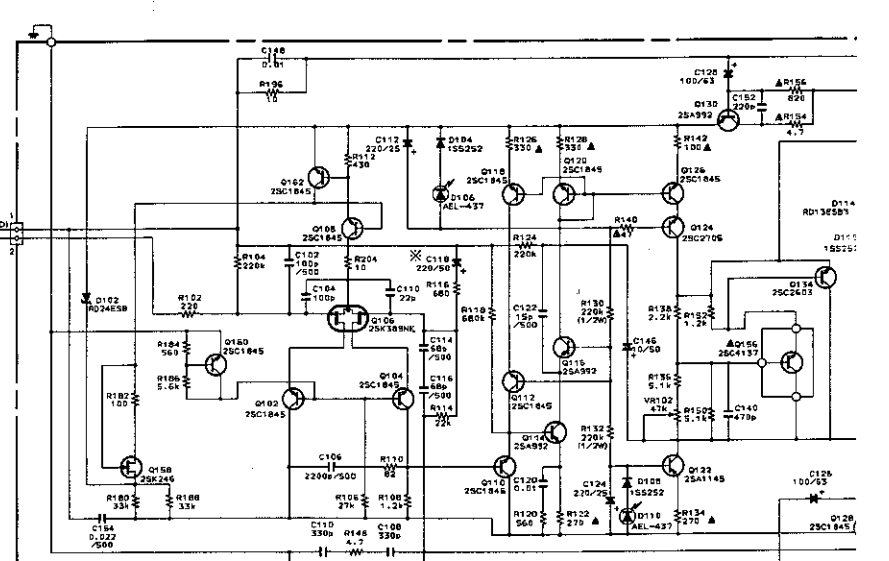 C148
0.01
R196
10
C128
100/63
▲R156
820
C152
220p
Q130
2SA992
▲R154
4.7
R112
430
C112
220/25
D104
1SS252
R126
330 ▲
R128
330 ▲
R142
100 ▲
Q162
2SC1845
D106
AEL-437
Q118
2SC1845
Q120
2SC1845
Q126
2SC1845
D114
RD13ESB3
1
2
Q108
2SC1845
R140
▲47
Q124
2SC2705
R104
220k
C102
100p
/500
R204
10
※
C118
220/50
R124
220k
1SS252
Q134
2SC2603
D102
RD24ESB
R102
220
C104
100p
C110
22p
R116
680
R118
680k
C122
15p
/500
R130
220k
(1/2W)
C146
10/50
R138
2.2k
R152
1.2k
Q106
2SK389NK
▲Q156
2SC4137
R184
560
Q160
2SC1845
C114
68p
/500
Q116
2SA992
R186
5.6k
Q104
2SC1845
C116
68p
/500
Q102
2SC1845
Q112
2SC1845
R136
5.1k
R182
100
R114
22k
VR102
47k
R150
5.1k
C140
470p
R132
220k
(1/2W)
Q114
2SA992
Q158
2SK246
C106
2200p/500
R110
82
Q110
2SC1845
C120
0.01
C124
220/25
D108
1SS252
Q122
2SA1145
C126
100/63
R180
33k
R188
33k
R106
27k
R108
1.2k
R120
560
R122
270 ▲
D110
AEL-437
R134
270 ▲
Q128
2SC1845
C154
0.022
/500
C110
330p
R148
4.7
C108
330p